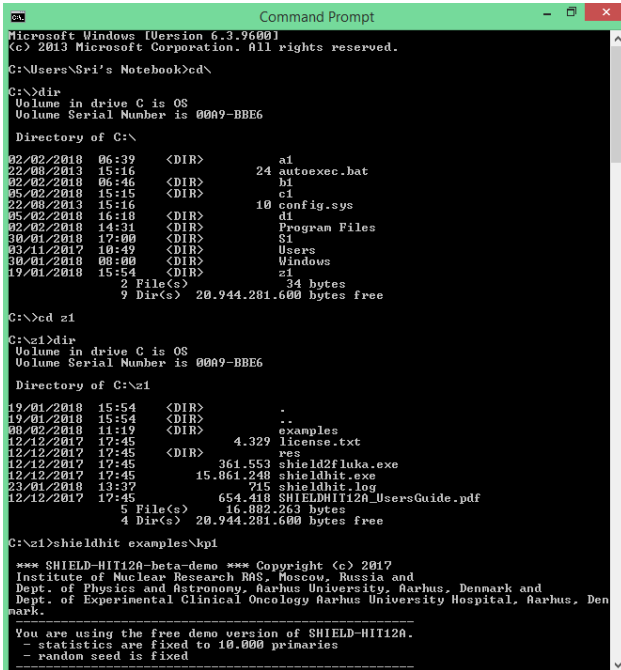 Command Prompt
Microsoft Windows [Version 6.3.9600]
(c) 2013 Microsoft Corporation. All rights reserved.
C:\Users\Sri's Notebook>cd\
C:\>dir
Volume in drive C is OS
Volume Serial Number is 00A9-BBE6
Directory of C:\
02/02/2018 06:39 <DIR> a1
22/08/2013 15:16 24 autoexec.bat
02/02/2018 06:46 <DIR> b1
05/02/2018 15:15 <DIR> c1
22/08/2013 15:16 10 config.sys
05/02/2018 16:18 <DIR> d1
02/02/2018 14:31 <DIR> Program Files
30/01/2018 17:00 <DIR> S1
03/11/2017 10:49 <DIR> Users
30/01/2018 08:00 <DIR> Windows
19/01/2018 15:54 <DIR> z1
2 File(s) 34 bytes
9 Dir(s) 20.944.281.600 bytes free
C:\>cd z1
C:\z1>dir
Volume in drive C is OS
Volume Serial Number is 00A9-BBE6
Directory of C:\z1
19/01/2018 15:54 <DIR> .
19/01/2018 15:54 <DIR> ..
08/02/2018 11:19 <DIR> examples
12/12/2017 17:45 4.329 license.txt
12/12/2017 17:45 <DIR> res
12/12/2017 17:45 361.553 shield2fluka.exe
12/12/2017 17:45 15.861.248 shieldhit.exe
23/01/2018 13:37 715 shieldhit.log
12/12/2017 17:45 654.418 SHIELDHIT12A_UsersGuide.pdf
5 File(s) 16.882.263 bytes
4 Dir(s) 20.944.281.600 bytes free
C:\z1>shieldhit examples\kp1
*** SHIELD-HIT12A-beta-demo *** Copyright (c) 2017
Institute of Nuclear Research RAS, Moscow, Russia and
Dept. of Physics and Astronomy, Aarhus University, Aarhus, Denmark and
Dept. of Experimental Clinical Oncology Aarhus University Hospital, Aarhus, Den
mark.
------------------------------------------------------
You are using the free demo version of SHIELD-HIT12A.
- statistics are fixed to 10.000 primaries
- random seed is fixed
------------------------------------------------------